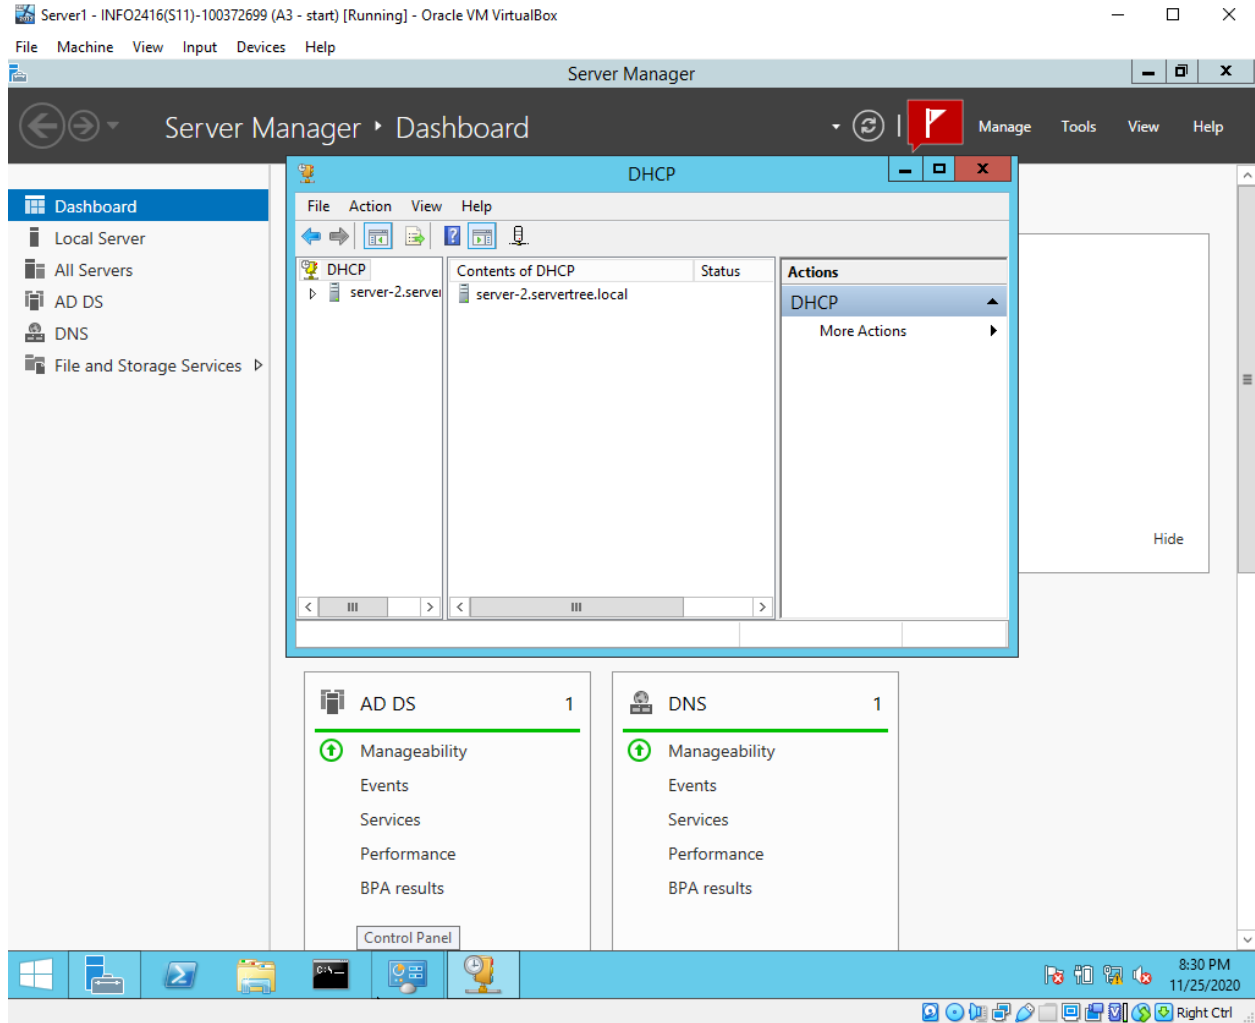 Server1 - INFO2416(S11)-100372699 (A3 - start) [Running] - Oracle VM VirtualBox
File Machine View Input Devices Help
Server Manager
Server Manager ‣ Dashboard
Manage Tools View Help
DHCP
File Action View Help
Dashboard
Local Server
All Servers
AD DS
DNS
File and Storage Services
DHCP
server-2.server
Contents of DHCP Status
server-2.servertree.local
Actions
DHCP
More Actions
Hide
AD DS 1
Manageability
Events
Services
Performance
BPA results
DNS 1
Manageability
Events
Services
Performance
BPA results
Control Panel
C:\_
8:30 PM
11/25/2020
Right Ctrl